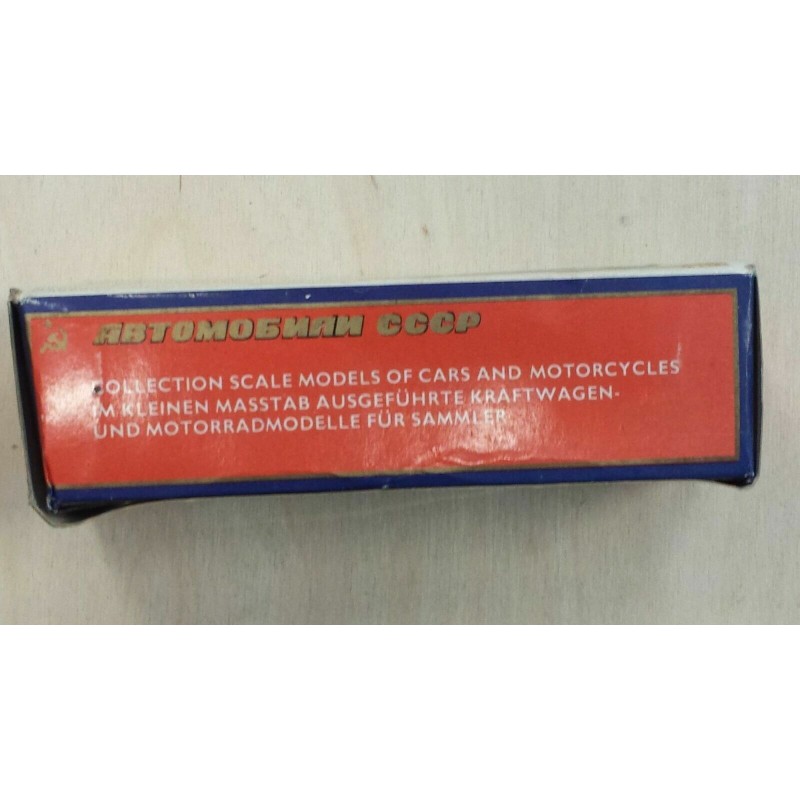 АВТОМОБИЛИ СССР
COLLECTION SCALE MODELS OF CARS AND MOTORCYCLES
IM KLEINEN MASSTAB AUSGEFÜHRTE KRAFTWAGEN-
UND MOTORRADMODELLE FÜR SAMMLER